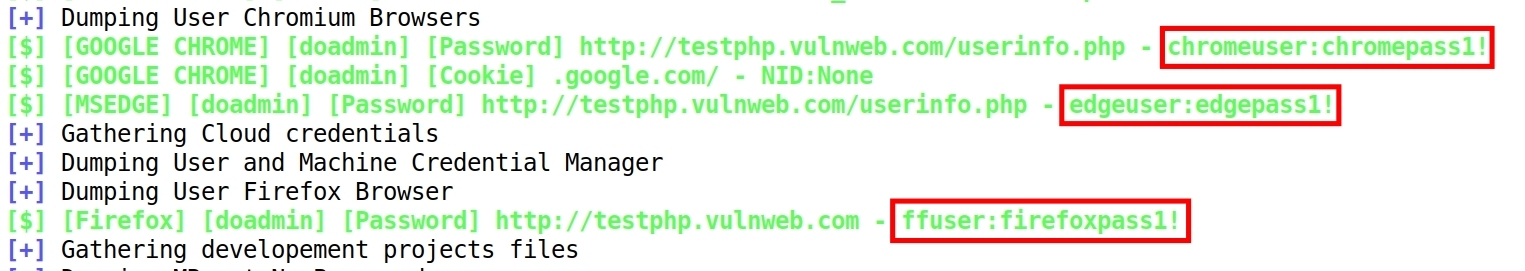 [+] Dumping User Chromium Browsers
[$] [GOOGLE CHROME] [doadmin] [Password] http://testphp.vulnweb.com/userinfo.php - chromeuser:chromepass1!
[$] [GOOGLE CHROME] [doadmin] [Cookie] .google.com/ - NID:None
[$] [MSEDGE] [doadmin] [Password] http://testphp.vulnweb.com/userinfo.php - edgeuser:edgepass1!
[+] Gathering Cloud credentials
[+] Dumping User and Machine Credential Manager
[+] Dumping User Firefox Browser
[$] [Firefox] [doadmin] [Password] http://testphp.vulnweb.com - ffuser:firefoxpass1!
[+] Gathering developement projects files